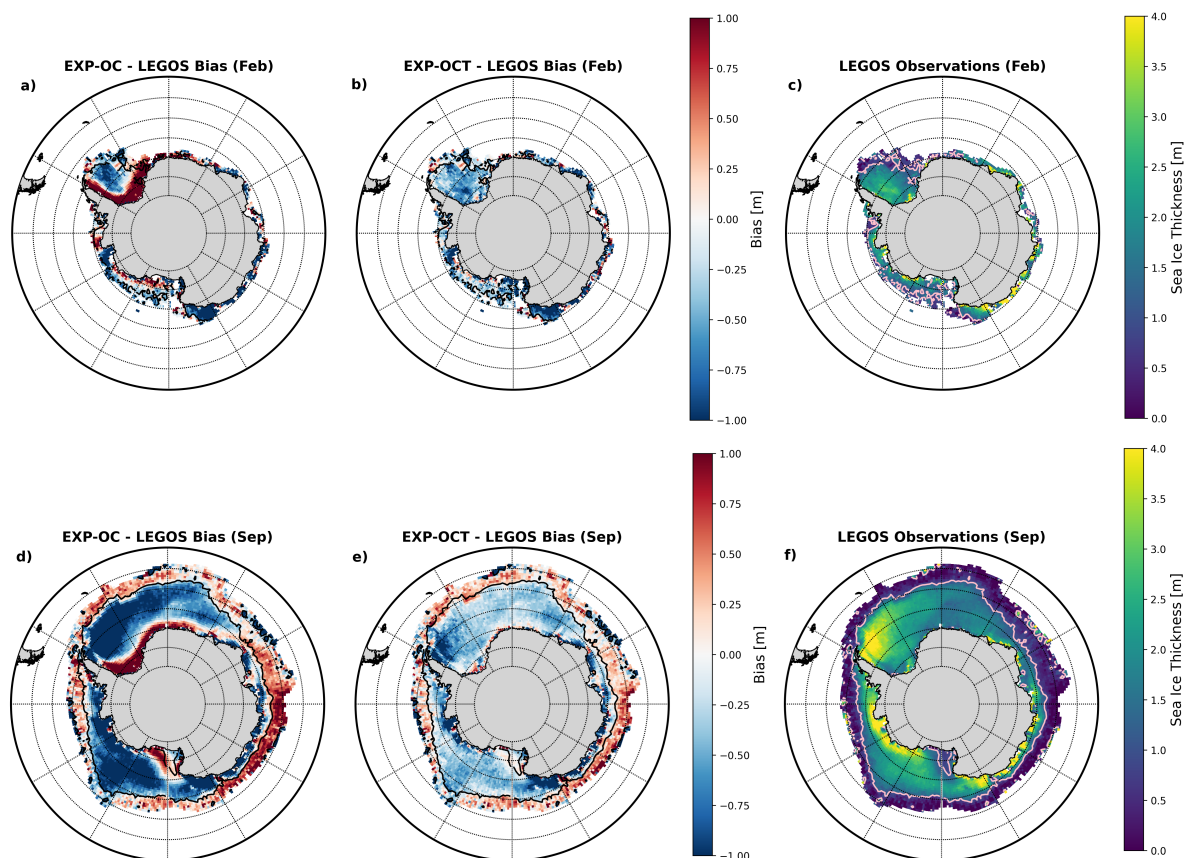 EXP-OC - LEGOS Bias (Feb)
a)
EXP-OCT - LEGOS Bias (Feb)
b)
1.00
0.75
0.50
0.25
0.00
−0.25
−0.50
−0.75
−1.00
Bias [m]
LEGOS Observations (Feb)
c)
4.0
3.5
3.0
2.5
2.0
1.5
1.0
0.5
0.0
Sea Ice Thickness [m]
EXP-OC - LEGOS Bias (Sep)
d)
EXP-OCT - LEGOS Bias (Sep)
e)
1.00
0.75
0.50
0.25
0.00
−0.25
−0.50
−0.75
−1.00
Bias [m]
LEGOS Observations (Sep)
f)
4.0
3.5
3.0
2.5
2.0
1.5
1.0
0.5
0.0
Sea Ice Thickness [m]